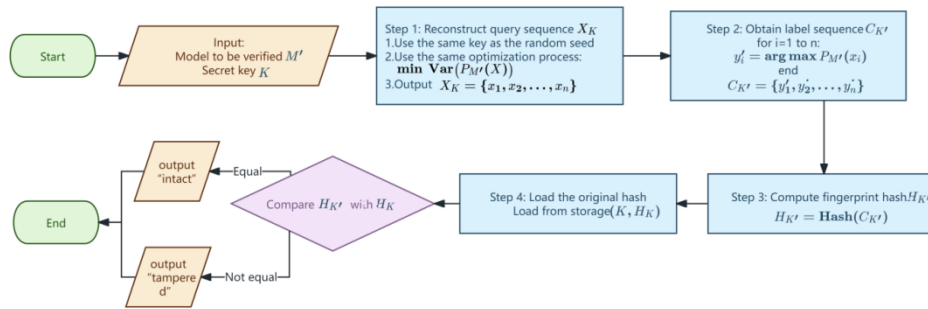 Start
Input:
Model to be verified M′
Secret key K
Step 1: Reconstruct query sequence X_K
1.Use the same key as the random seed
2.Use the same optimization process:
min Var(P_M′(X))
3.Output X_K = {x_1, x_2, . . . , x_n}
Step 2: Obtain label sequence C_K′
for i=1 to n:
y′_i = arg max P_M′(x_i)
end
C_K′ = {y′_1, y′_2, . . . , y′_n}
Step 3: Compute fingerprint hash H_K′
H_K′ = Hash(C_K′)
Step 4: Load the original hash
Load from storage(K, H_K)
Compare H_K′ with H_K
Equal
Not equal
output
"intact"
output
"tampere
d"
End